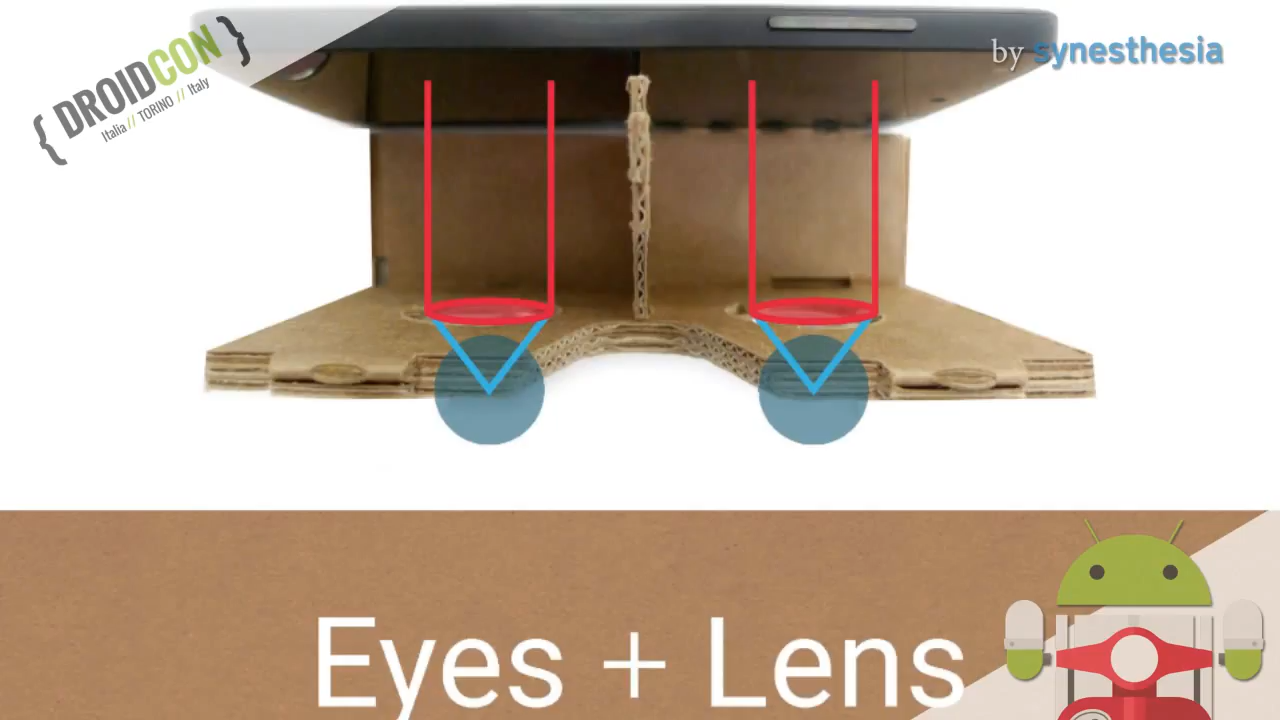 { DROIDCON }
Italia // TORINO // Italy
by synesthesia
Eyes + Lens